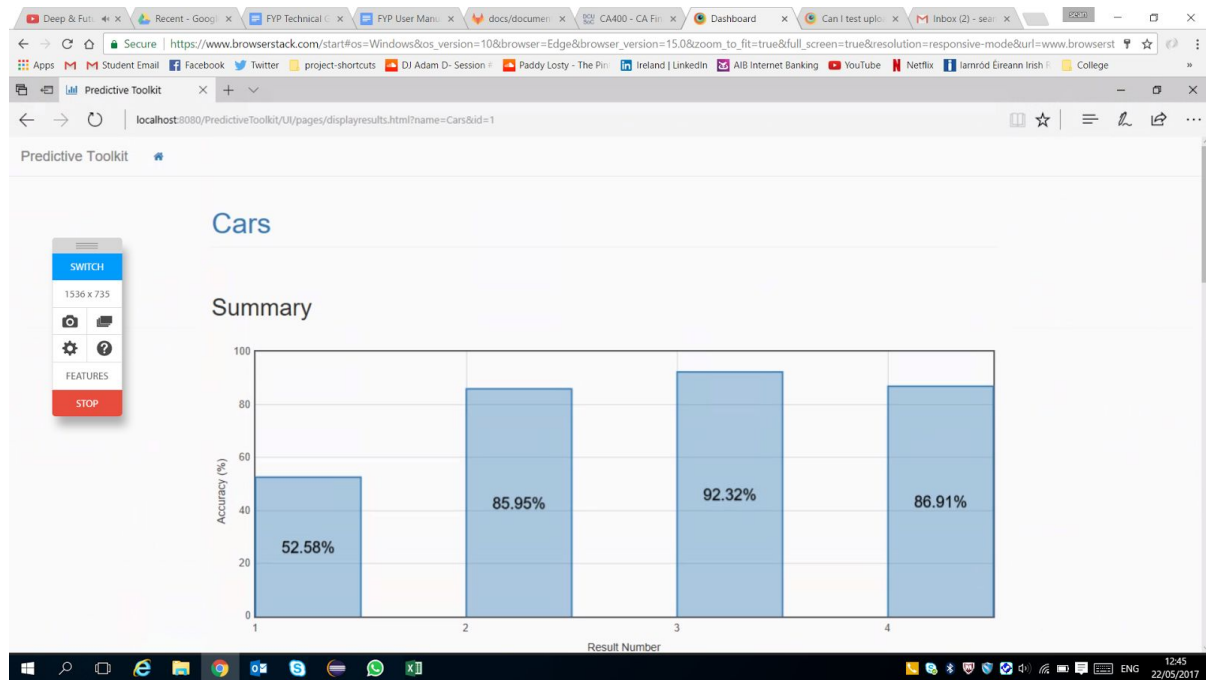 Deep & Futu
Recent - Googl
FYP Technical G
FYP User Manu
docs/documen
CA400 - CA Fin
Dashboard
Can I test uploa
Inbox (2) - sean
Sean
Secure | https://www.browserstack.com/start#os=Windows&os_version=10&browser=Edge&browser_version=15.0&zoom_to_fit=true&full_screen=true&resolution=responsive-mode&url=www.browserst
Apps
Student Email
Facebook
Twitter
project-shortcuts
DJ Adam D- Session #
Paddy Losty - The Pin
Ireland | LinkedIn
AIB Internet Banking
YouTube
Netflix
Iarnród Éireann Irish R
College
»
Predictive Toolkit
localhost:8080/PredictiveToolkit/UI/pages/displayresults.html?name=Cars&id=1
Predictive Toolkit
Cars
SWITCH
1536 x 735
FEATURES
STOP
Summary
Accuracy (%)
100
80
60
40
20
0
52.58%
85.95%
92.32%
86.91%
1
2
3
4
Result Number
ENG
12:45
22/05/2017